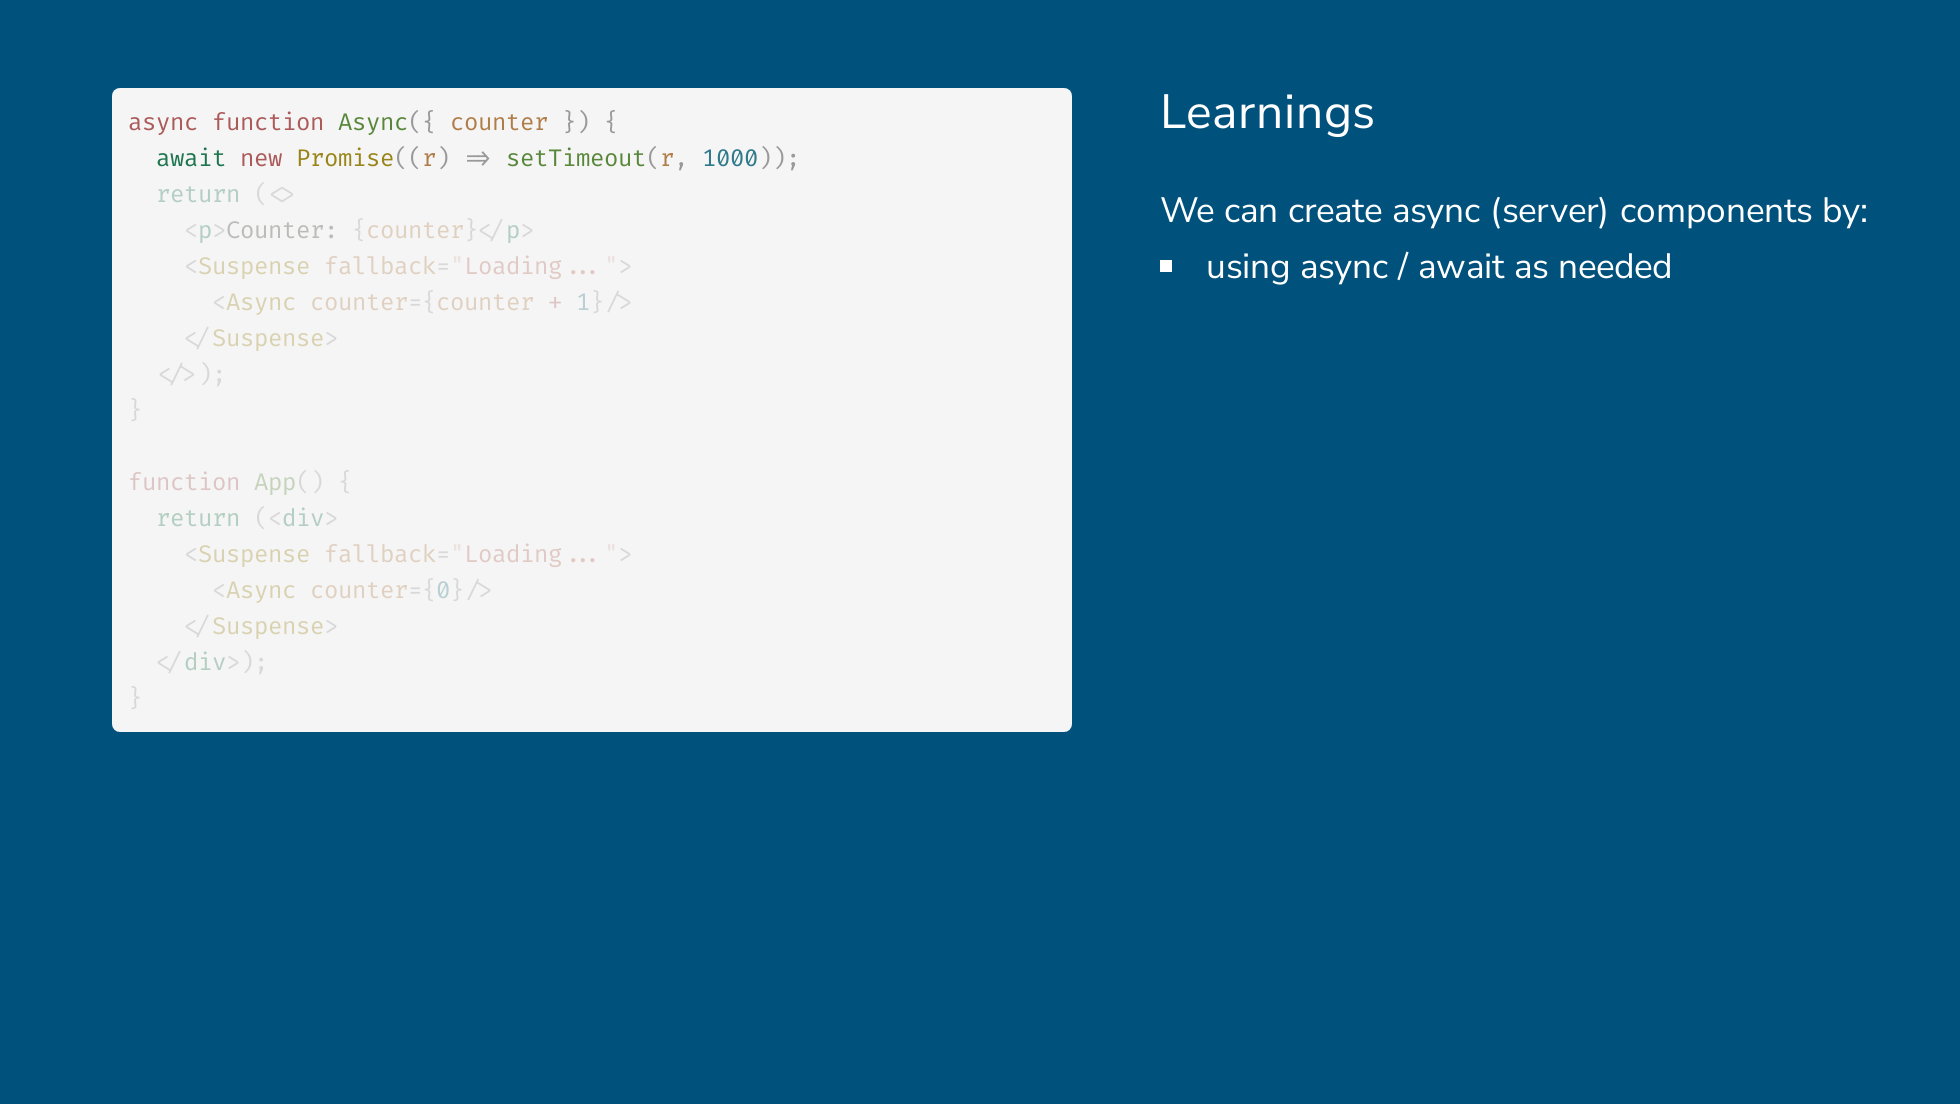 async function Async({ counter }) {
  await new Promise((r) => setTimeout(r, 1000));
  return (<>
    <p>Counter: {counter}</p>
    <Suspense fallback="Loading...">
      <Async counter={counter + 1}/>
    </Suspense>
  </>);
}

function App() {
  return (<div>
    <Suspense fallback="Loading...">
      <Async counter={0}/>
    </Suspense>
  </div>);
}
Learnings
We can create async (server) components by:
▪ using async / await as needed